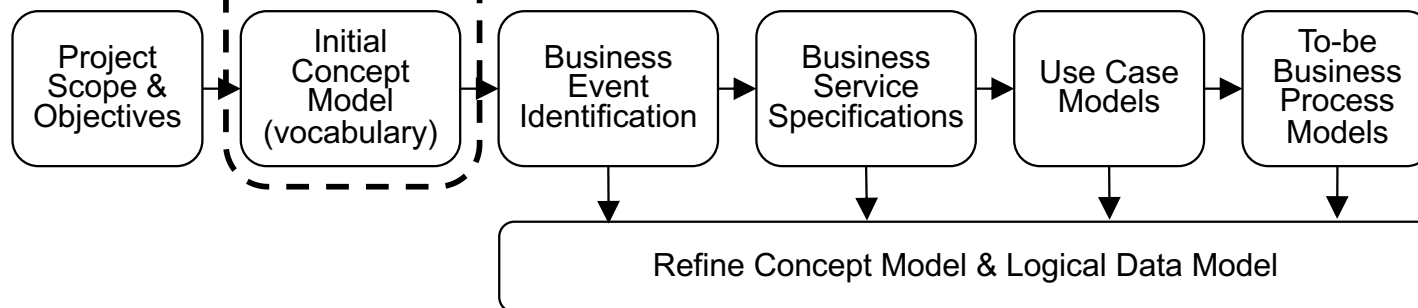 Project
Scope &
Objectives
Initial
Concept
Model
(vocabulary)
Business
Event
Identification
Business
Service
Specifications
Use Case
Models
To-be
Business
Process
Models
Refine Concept Model & Logical Data Model